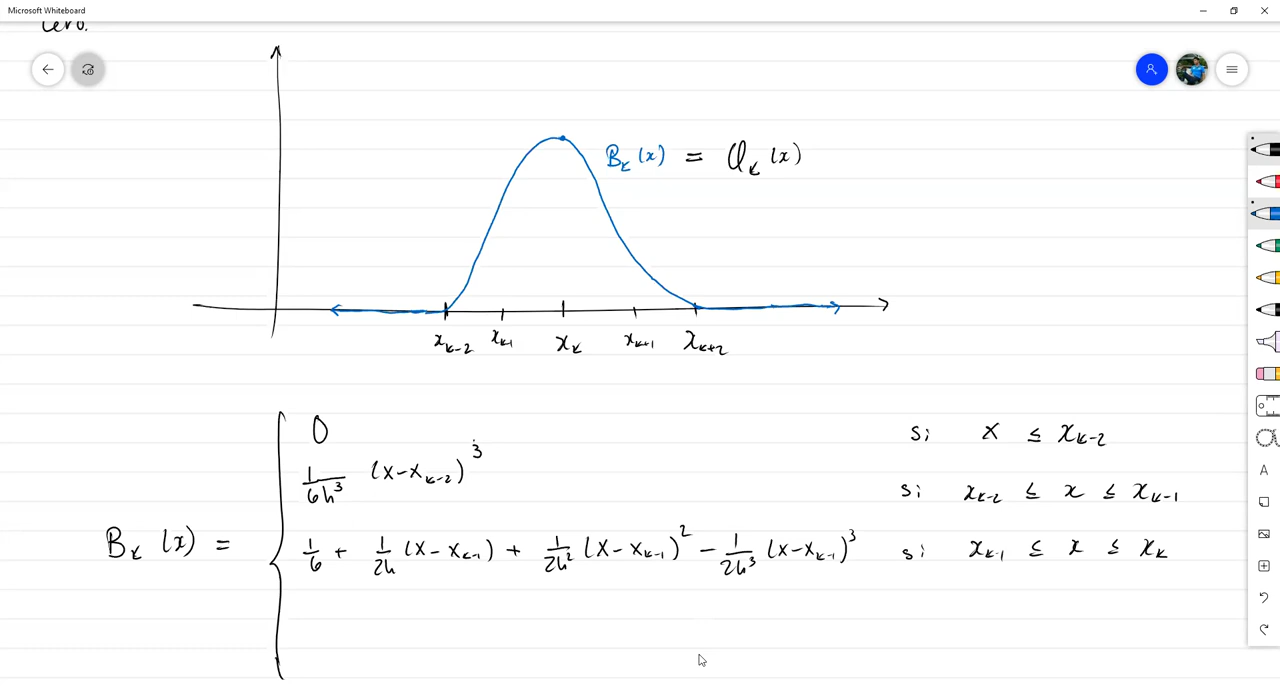 Microsoft Whiteboard
zero.
B_k(x) = Q_k(x)
x_{k-2} x_{k-1} x_k x_{k+1} x_{k+2}
0 si x ≤ x_{k-2}
1/6h³ (x-x_{k-2})³ si x_{k-2} ≤ x ≤ x_{k-1}
B_k(x) = 1/6 + 1/2h (x-x_{k-1}) + 1/2h² (x-x_{k-1})² - 1/2h³ (x-x_{k-1})³ si x_{k-1} ≤ x ≤ x_k
A